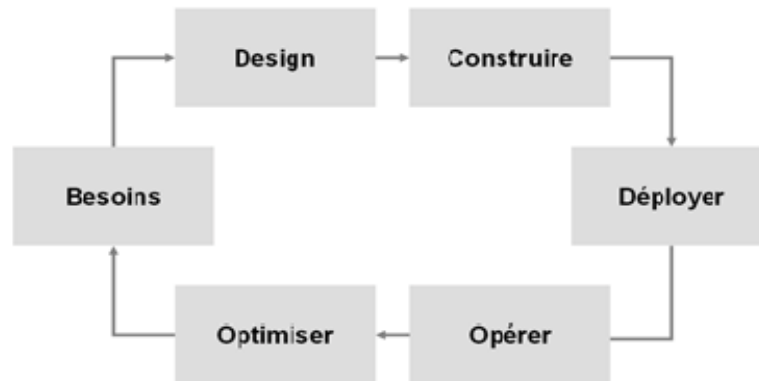 Design
Construire
Besoins
Déployer
Optimiser
Opérer